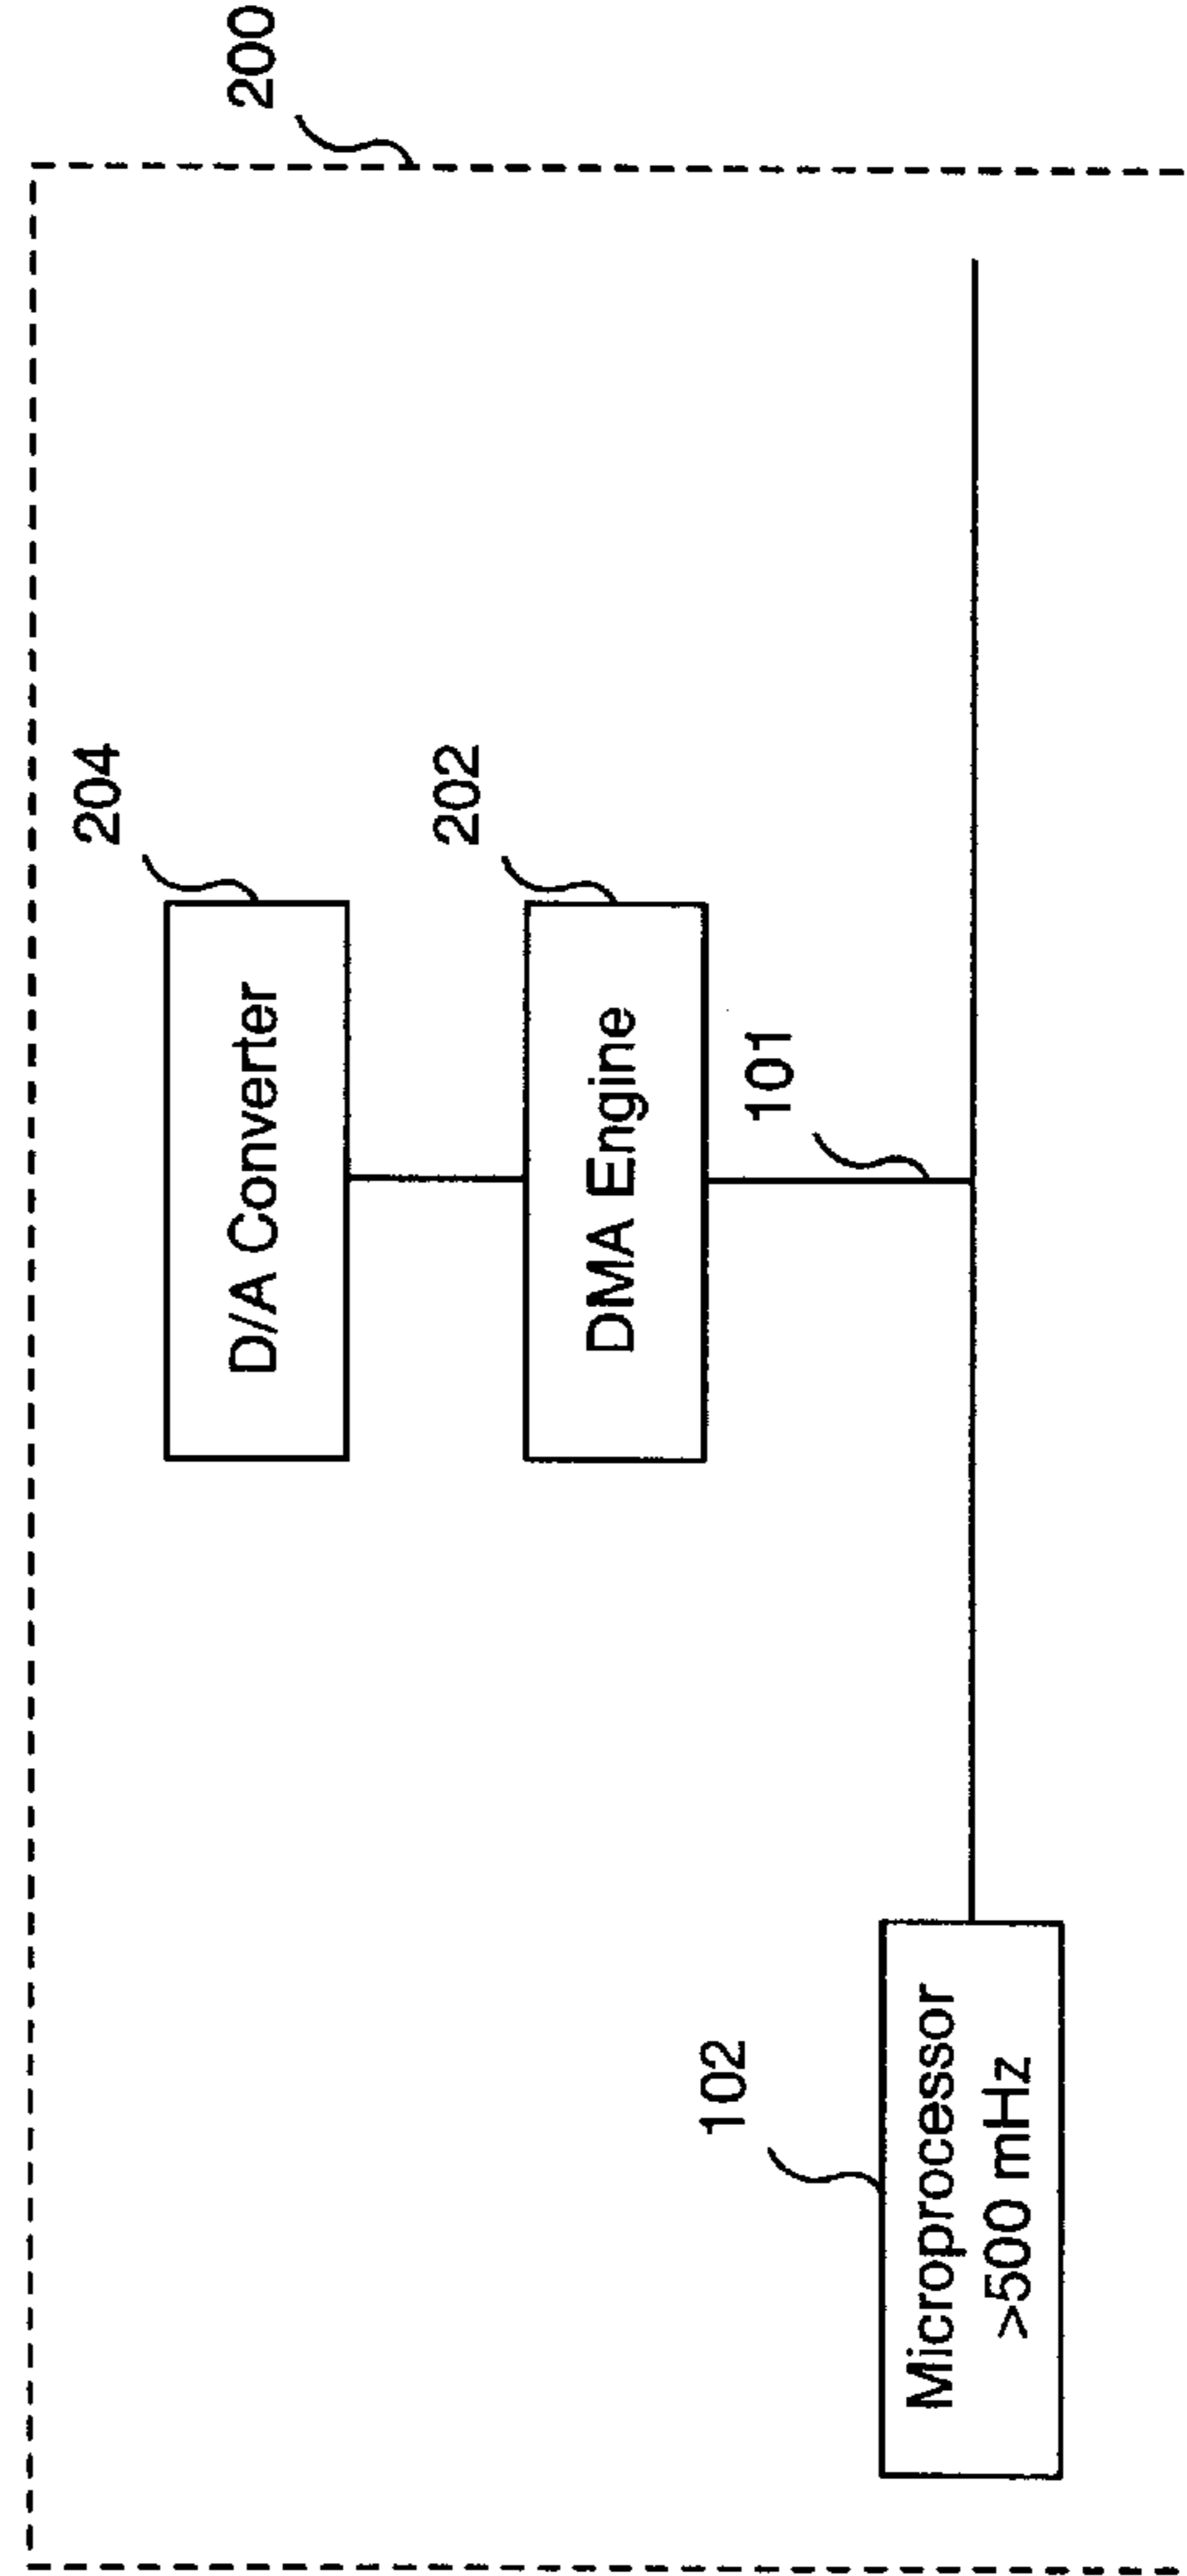 200
204
D/A Converter
202
DMA Engine
101
102
Microprocessor
>500 mHz